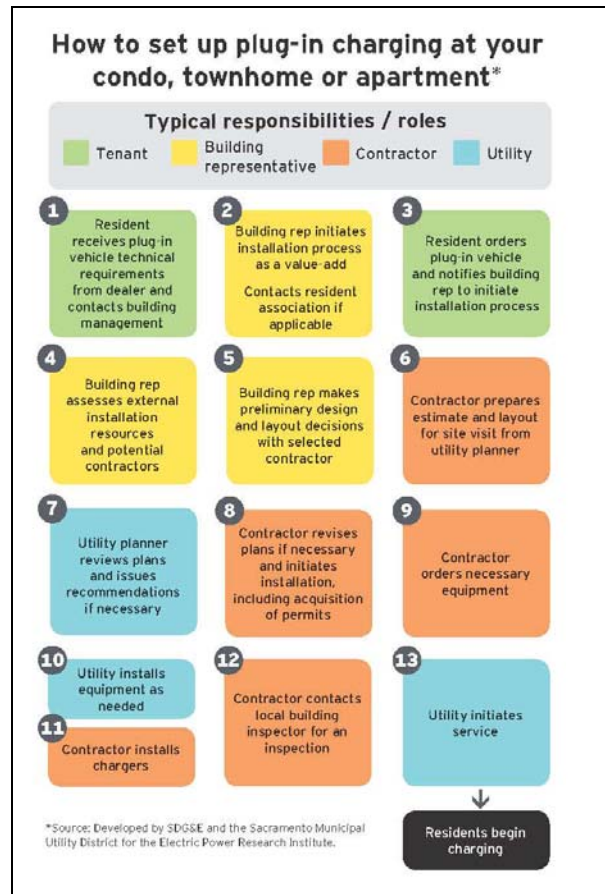 How to set up plug-in charging at your
condo, townhome or apartment*
Typical responsibilities / roles
Tenant
Building
representative
Contractor
Utility
1
Resident
receives plug-in
vehicle technical
requirements
from dealer and
contacts building
management
2
Building rep initiates
installation process
as a value-add
Contacts resident
association if
applicable
3
Resident orders
plug-in vehicle
and notifies building
rep to initiate
installation process
4
Building rep
assesses external
installation
resources
and potential
contractors
5
Building rep makes
preliminary design
and layout decisions
with selected
contractor
6
Contractor prepares
estimate and layout
for site visit from
utility planner
7
Utility planner
reviews plans
and issues
recommendations
if necessary
8
Contractor revises
plans if necessary
and initiates
installation,
including acquisition
of permits
9
Contractor
orders necessary
equipment
10
Utility installs
equipment as
needed
11
Contractor installs
chargers
12
Contractor contacts
local building
inspector for an
inspection
13
Utility initiates
service
Residents begin
charging
*Source: Developed by SDG&E and the Sacramento Municipal
Utility District for the Electric Power Research Institute.